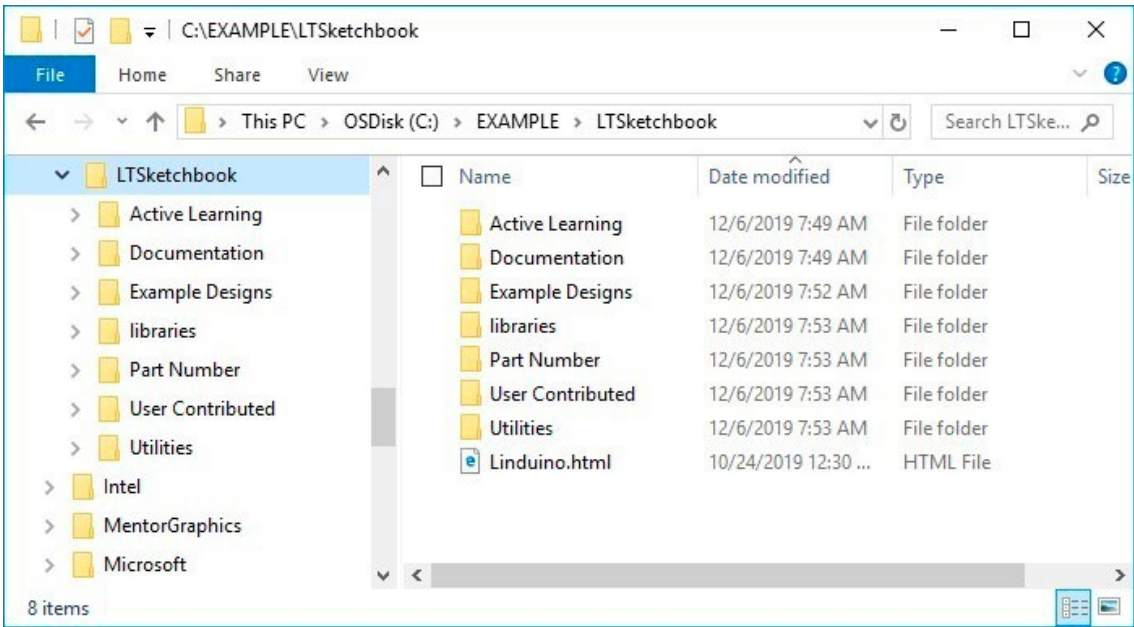 C:\EXAMPLE\LTSketchbook
File Home Share View
This PC > OSDisk (C:) > EXAMPLE > LTSketchbook Search LTSke...
LTSketchbook
Active Learning
Documentation
Example Designs
libraries
Part Number
User Contributed
Utilities
Intel
MentorGraphics
Microsoft
Name Date modified Type Size
Active Learning 12/6/2019 7:49 AM File folder
Documentation 12/6/2019 7:49 AM File folder
Example Designs 12/6/2019 7:52 AM File folder
libraries 12/6/2019 7:53 AM File folder
Part Number 12/6/2019 7:53 AM File folder
User Contributed 12/6/2019 7:53 AM File folder
Utilities 12/6/2019 7:53 AM File folder
Linduino.html 10/24/2019 12:30 ... HTML File
8 items